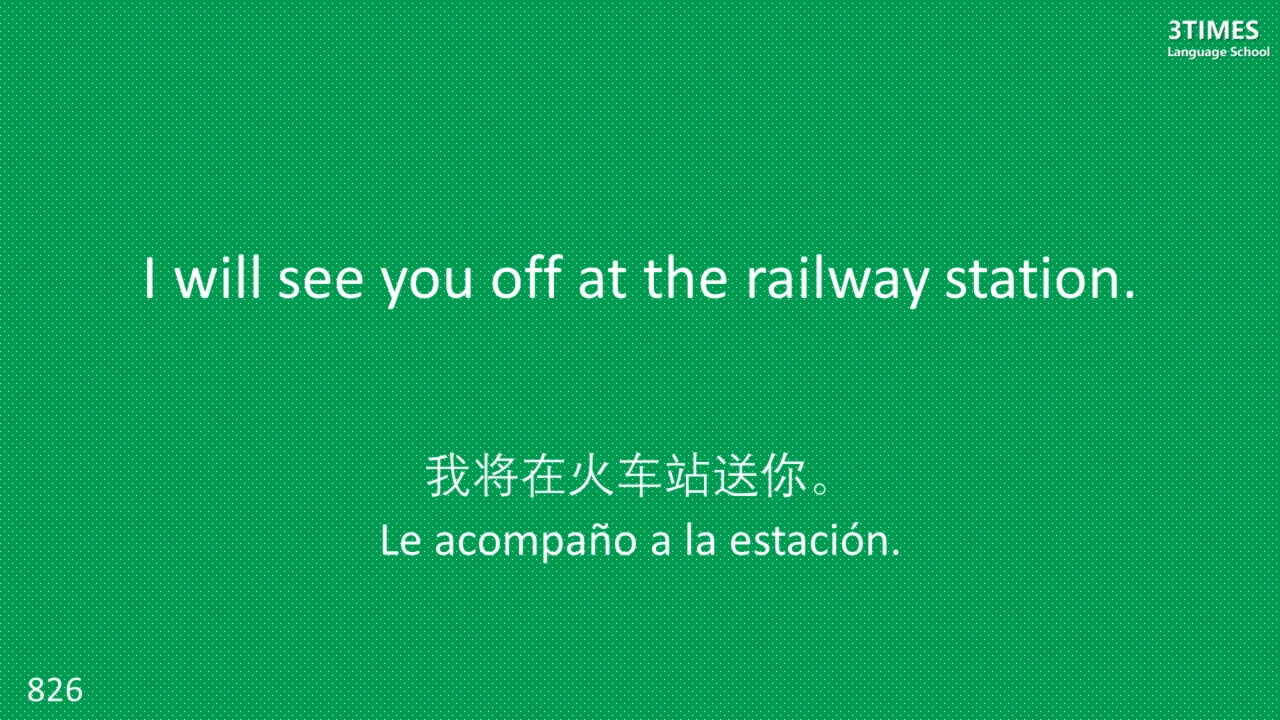 3TIMES
Language School
I will see you off at the railway station.
我将在火车站送你。
Le acompaño a la estación.
826